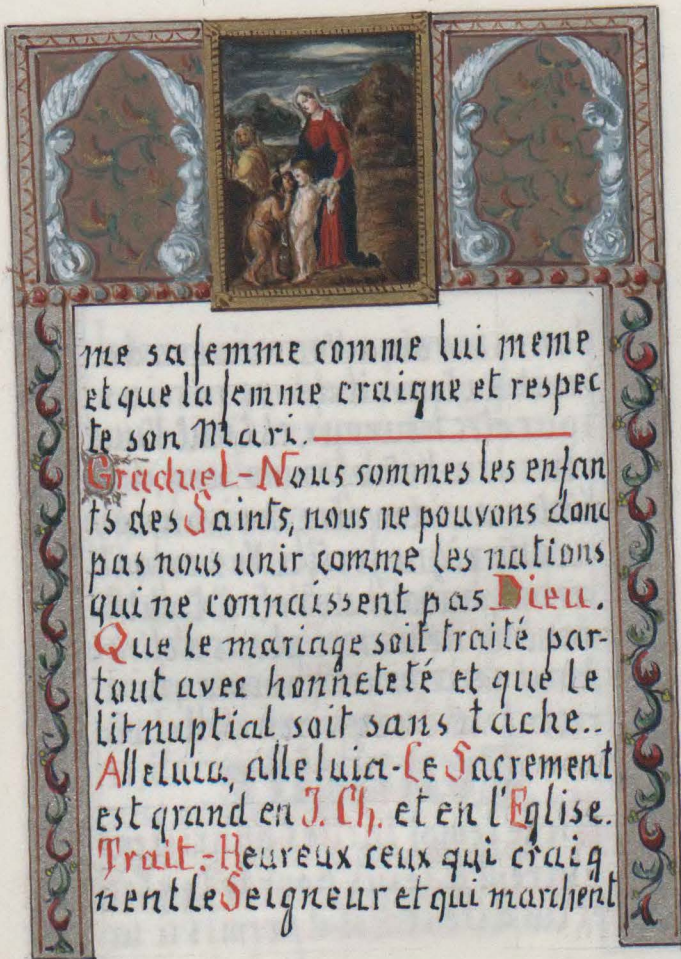 me sa femme comme lui meme
et que la femme craigne et respec
te son Mari.
Graduel - Nous sommes les enfan
ts des Saints, nous ne pouvons donc
pas nous unir comme les nations
qui ne connaissent pas Dieu.
Que le mariage soit traité par-
tout avec honneteté et que le
lit nuptial soit sans tache..
Alleluia, alleluia - Ce Sacrement
est grand en J. Ch. et en l'Eglise.
Trait. - Heureux ceux qui craig
nent le Seigneur et qui marchent